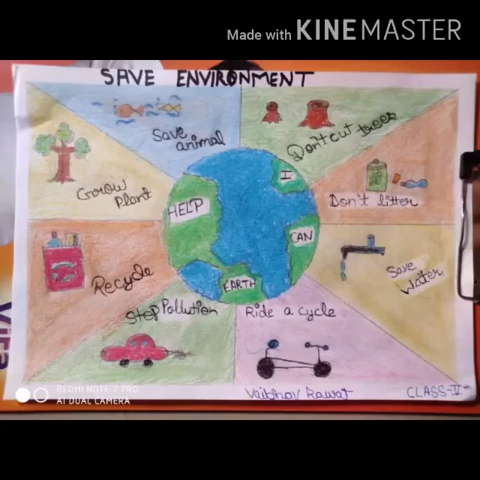 Made with KINEMASTER
SAVE ENVIRONMENT
Save
animal
Don't cut trees
Grow
Plant
Don't litter
I
HELP
CAN
EARTH
Recycle
Save
Water
Stop Pollution
Ride a cycle
Vaibhav Rawat
CLASS-V
REDMI NOTE 7 PRO
AI DUAL CAMERA